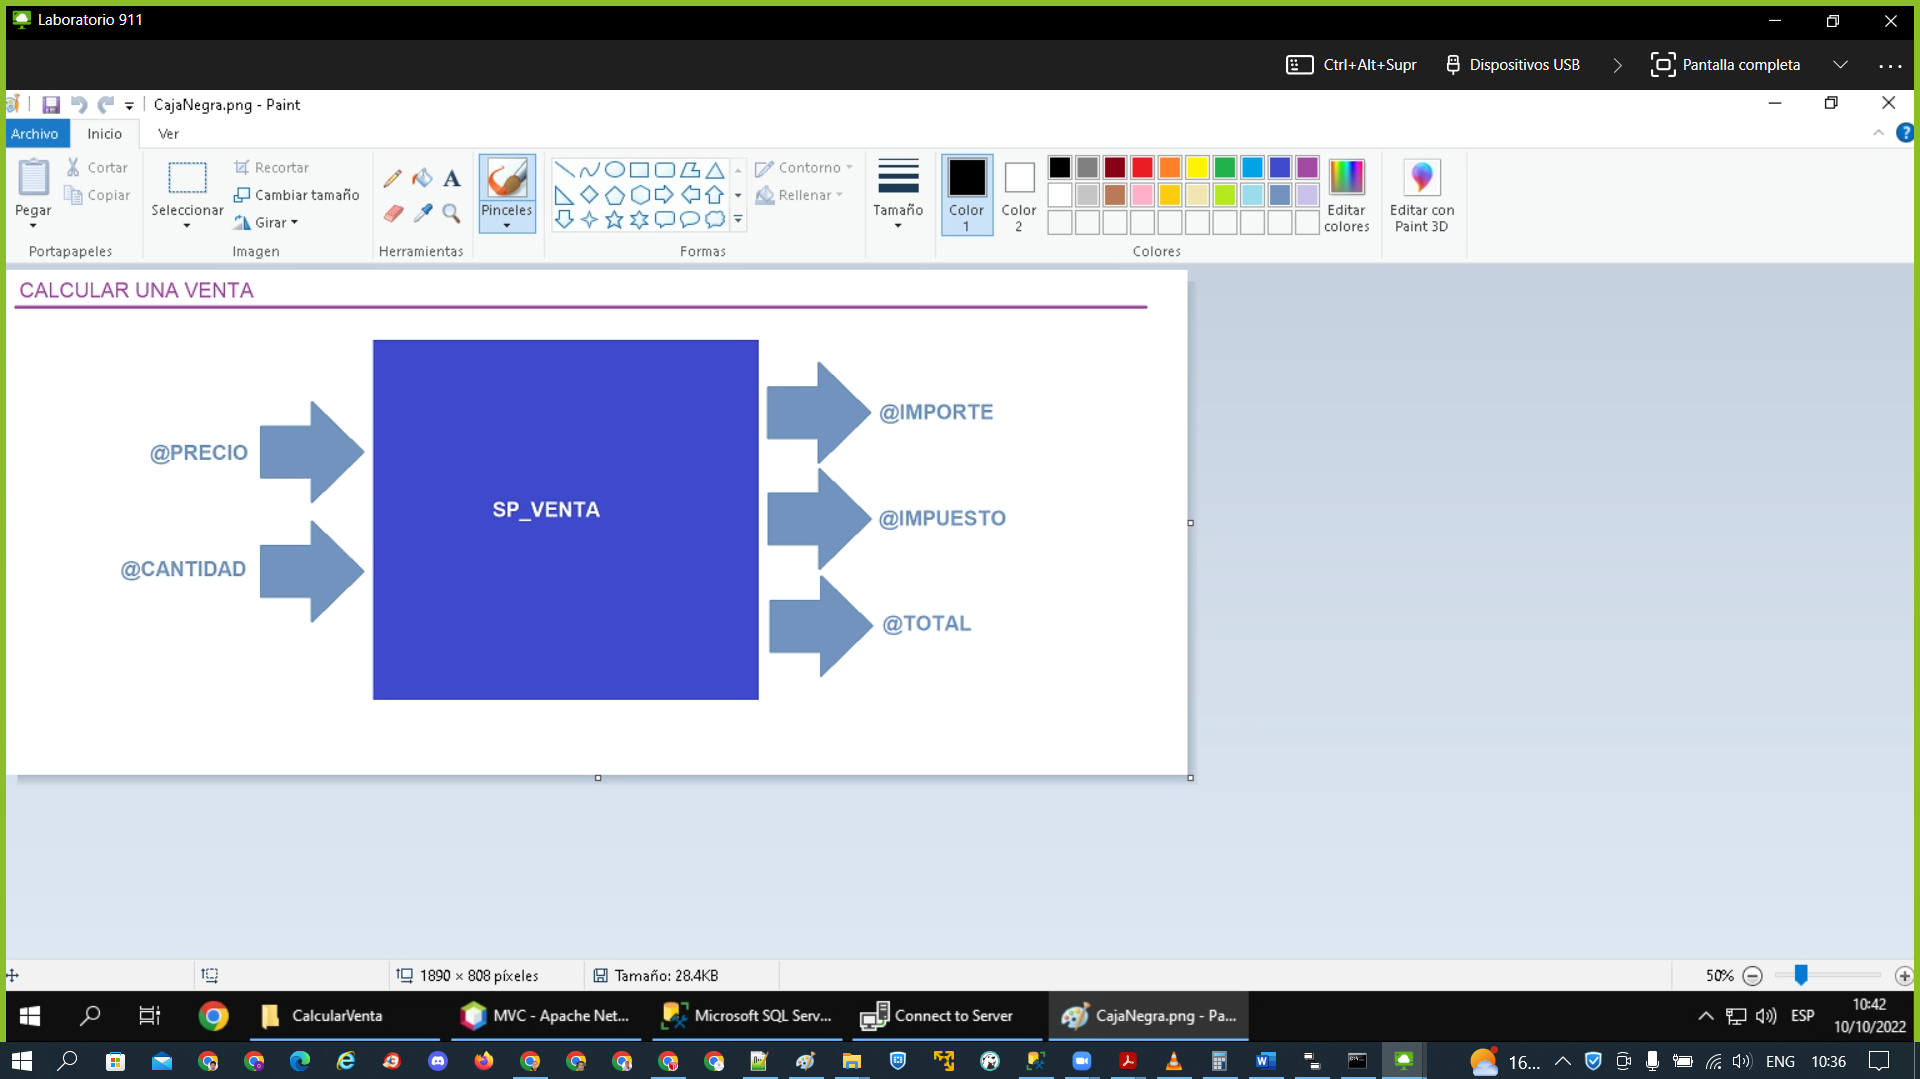 Laboratorio 911
Ctrl+Alt+Supr
Dispositivos USB
Pantalla completa
CajaNegra.png - Paint
Archivo
Inicio
Ver
Pegar
Cortar
Copiar
Portapapeles
Seleccionar
Recortar
Cambiar tamaño
Girar
Imagen
A
Herramientas
Pinceles
Contorno
Rellenar
Formas
Tamaño
Color
1
Color
2
Editar
colores
Editar con
Paint 3D
Colores
CALCULAR UNA VENTA
@PRECIO
@CANTIDAD
SP_VENTA
@IMPORTE
@IMPUESTO
@TOTAL
1890 × 808 píxeles
Tamaño: 28.4KB
50%
CalcularVenta
MVC - Apache Net...
Microsoft SQL Serv...
Connect to Server
CajaNegra.png - Pa...
ESP
10:42
10/10/2022
16...
ENG
10:36